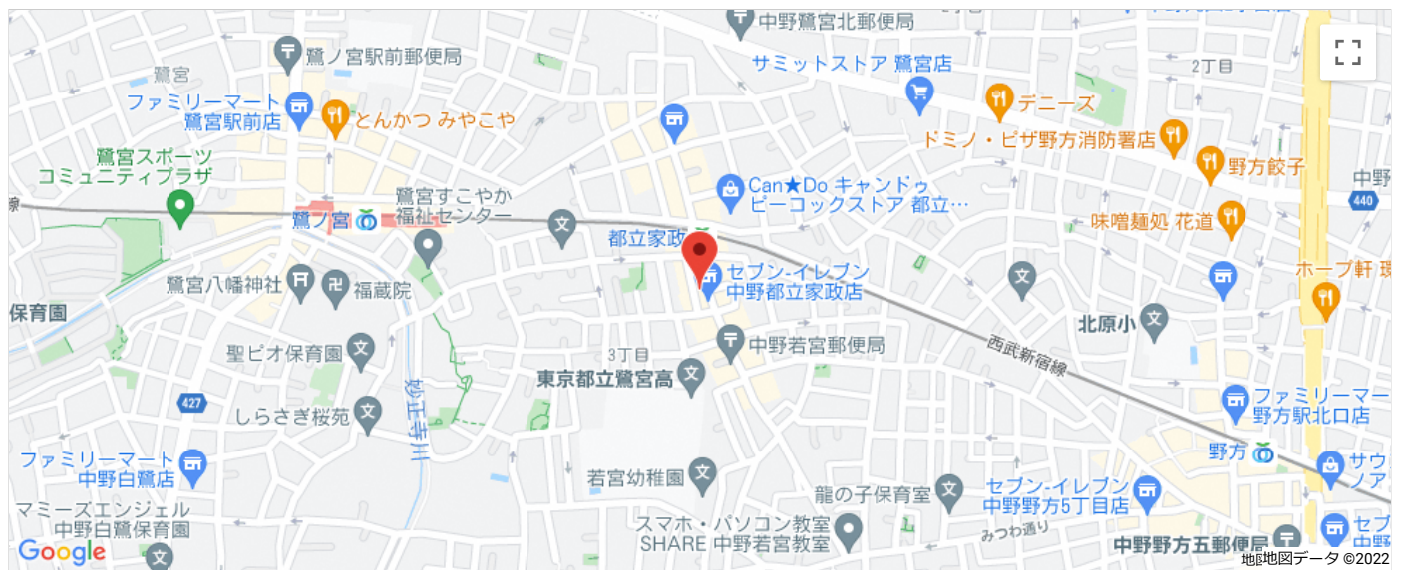 中野鷺宮北郵便局
鷺ノ宮駅前郵便局
サミットストア 鷺宮店
2丁目
鷺宮
ファミリーマート
鷺宮駅前店
とんかつ みやこや
デニーズ
ドミノ・ピザ野方消防署店
野方餃子
鷺宮スポーツ
コミュニティプラザ
鷺宮すこやか
福祉センター
Can★Do キャンドゥ
ピーコックストア 都立…
中野
440
線
鷺ノ宮
都立家政
味噌麺処 花道
セブン-イレブン
中野都立家政店
ホープ軒 環
鷺宮八幡神社
福蔵院
保育園
北原小
聖ピオ保育園
3丁目
中野若宮郵便局
西武新宿線
東京都立鷺宮高
427
しらさぎ桜苑
妙正寺川
ファミリーマー
野方駅北口店
ファミリーマート
中野白鷺店
野方
サウ
ノア
若宮幼稚園
龍の子保育室
セブン-イレブン
中野野方5丁目店
マミーズエンジェル
中野白鷺保育園
スマホ・パソコン教室
SHARE 中野若宮教室
みつわ通り
セブ
中野野方五郵便局
Google
地図データ ©2022